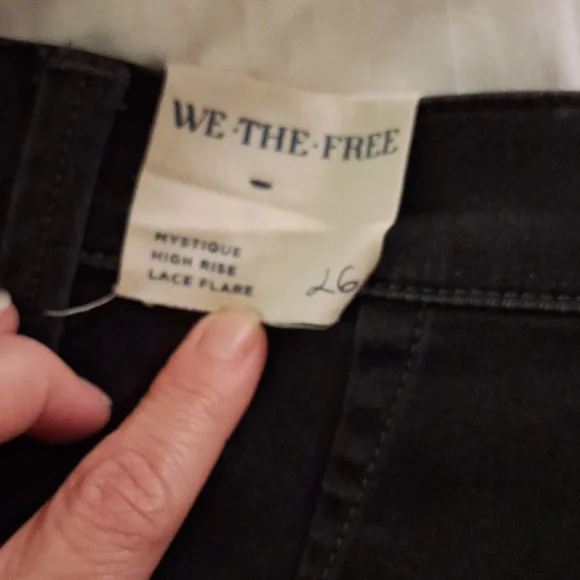 WE·THE·FREE
-
MYSTIQUE
HIGH RISE
LACE FLARE
26